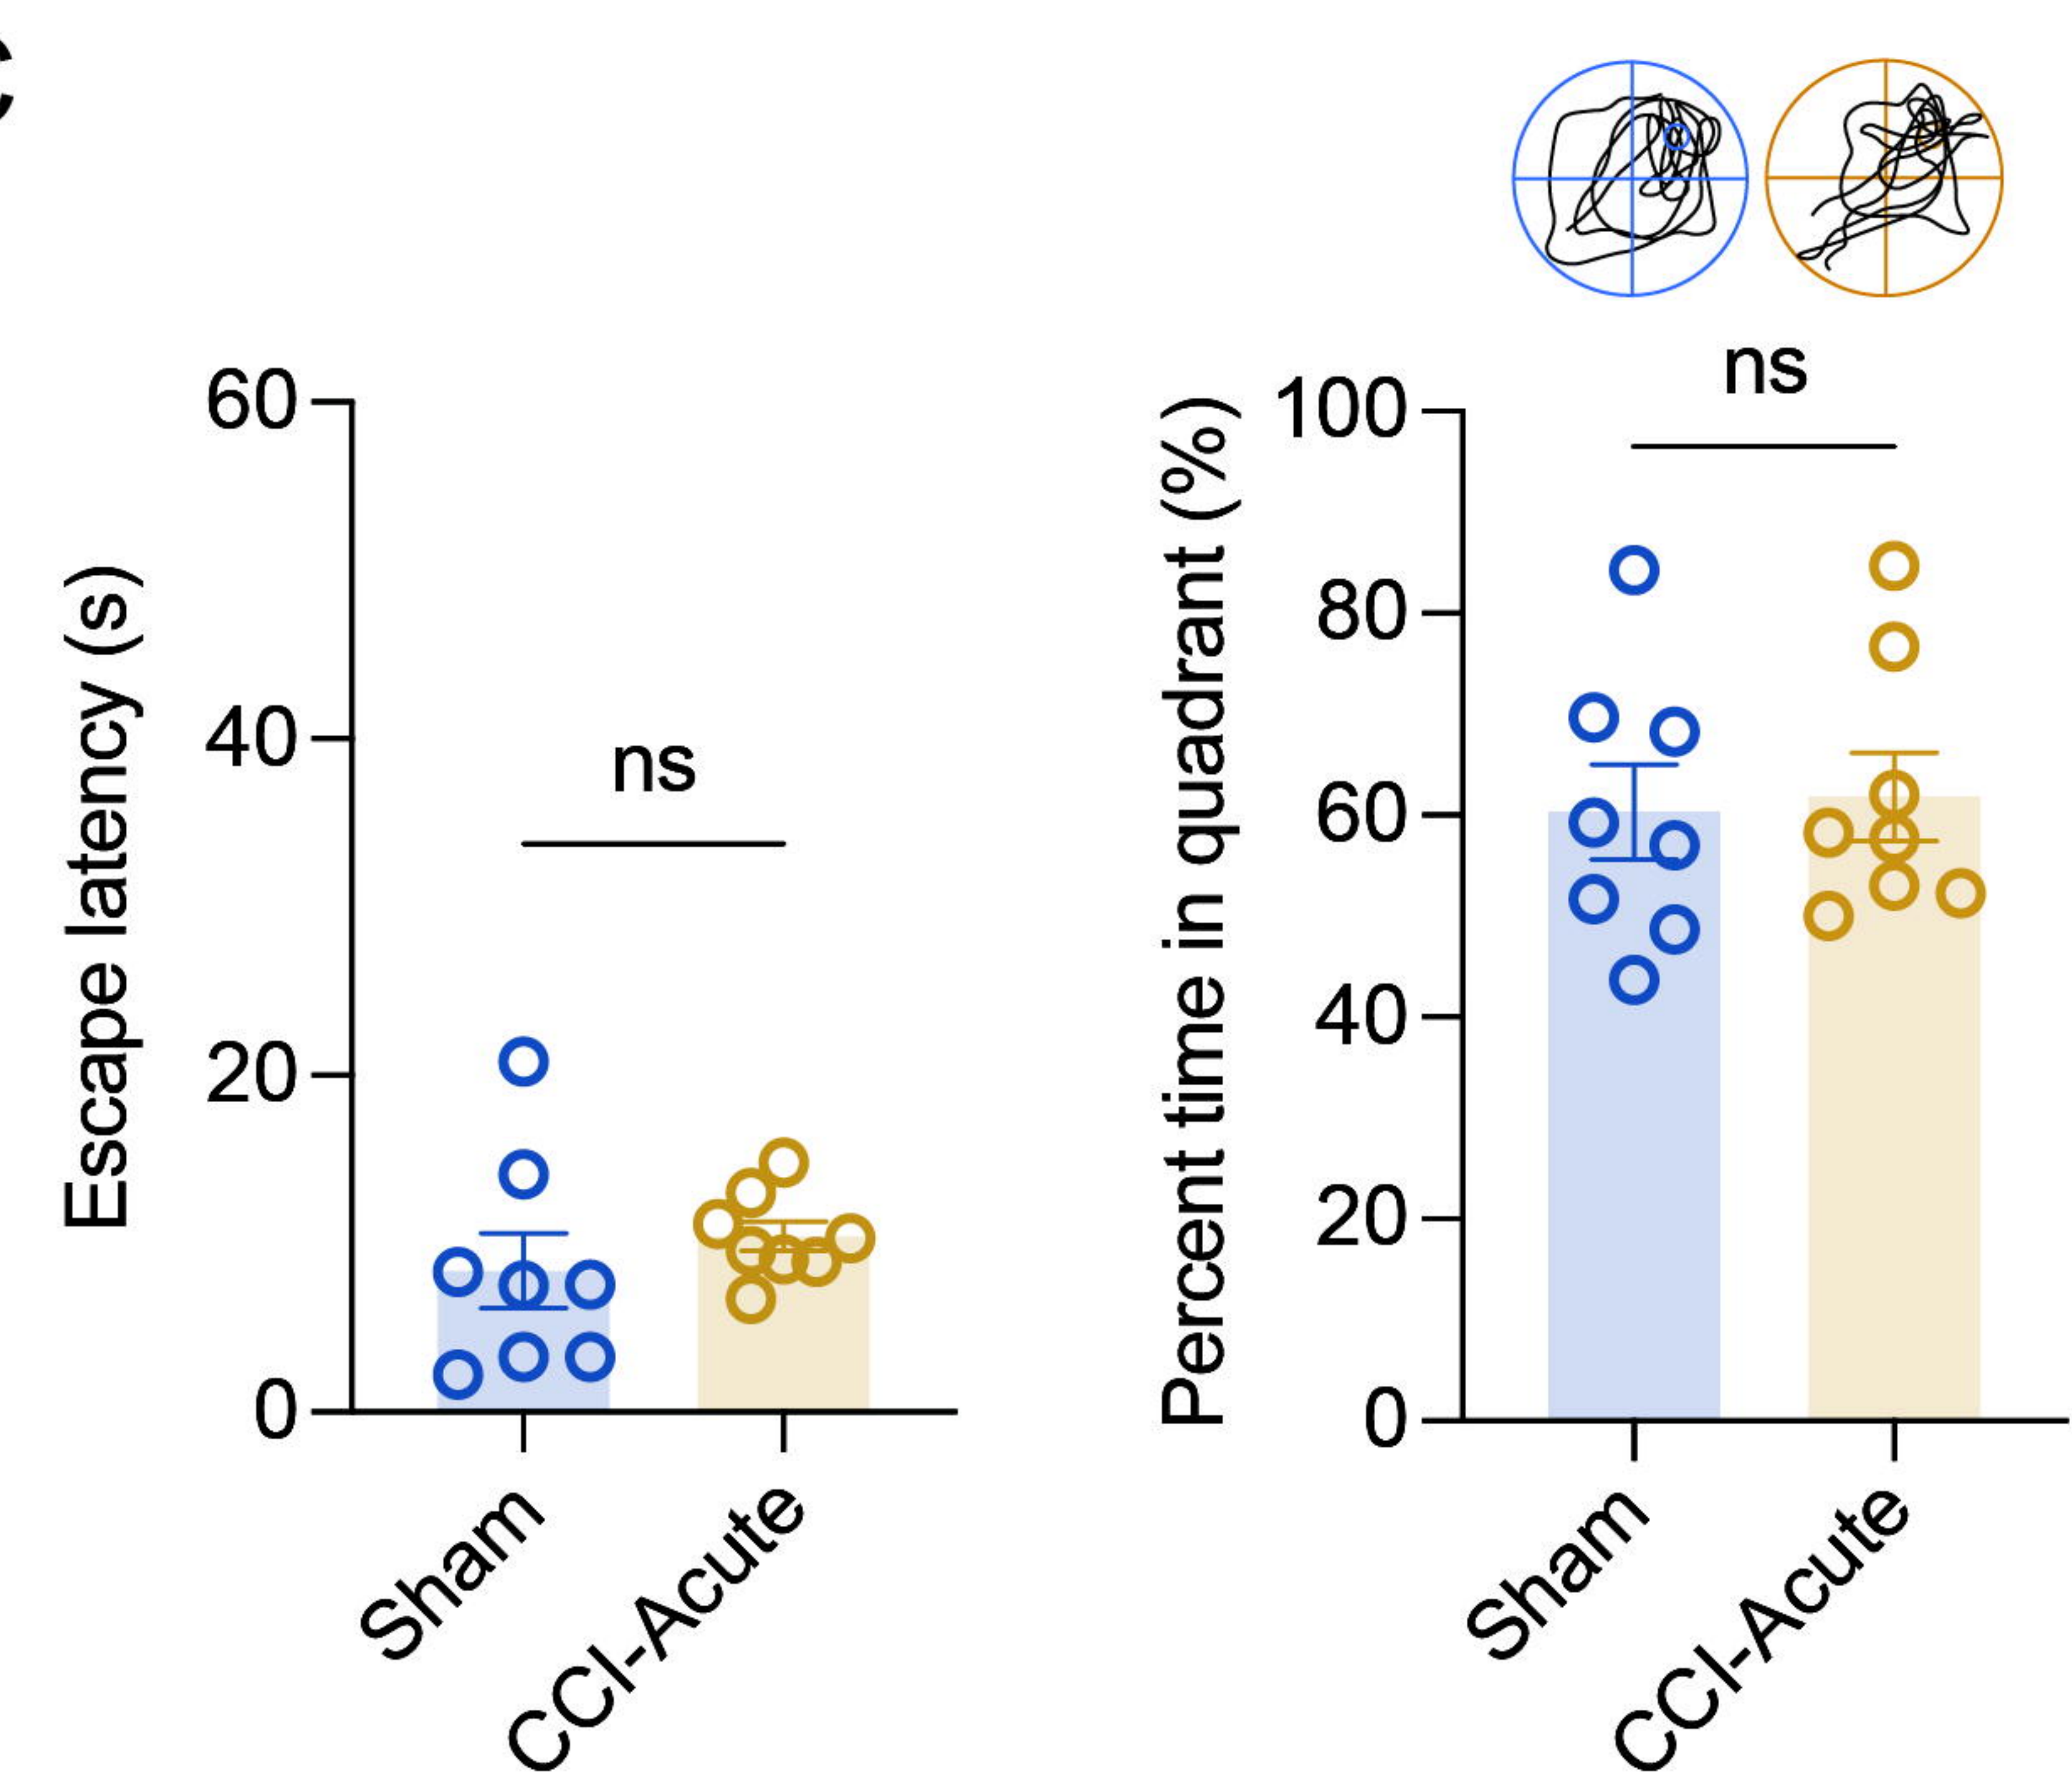 Escape latency (s)
60
40
20
0
ns
Sham
CCI-Acute
Percent time in quadrant (%)
100
80
60
40
20
0
ns
Sham
CCI-Acute